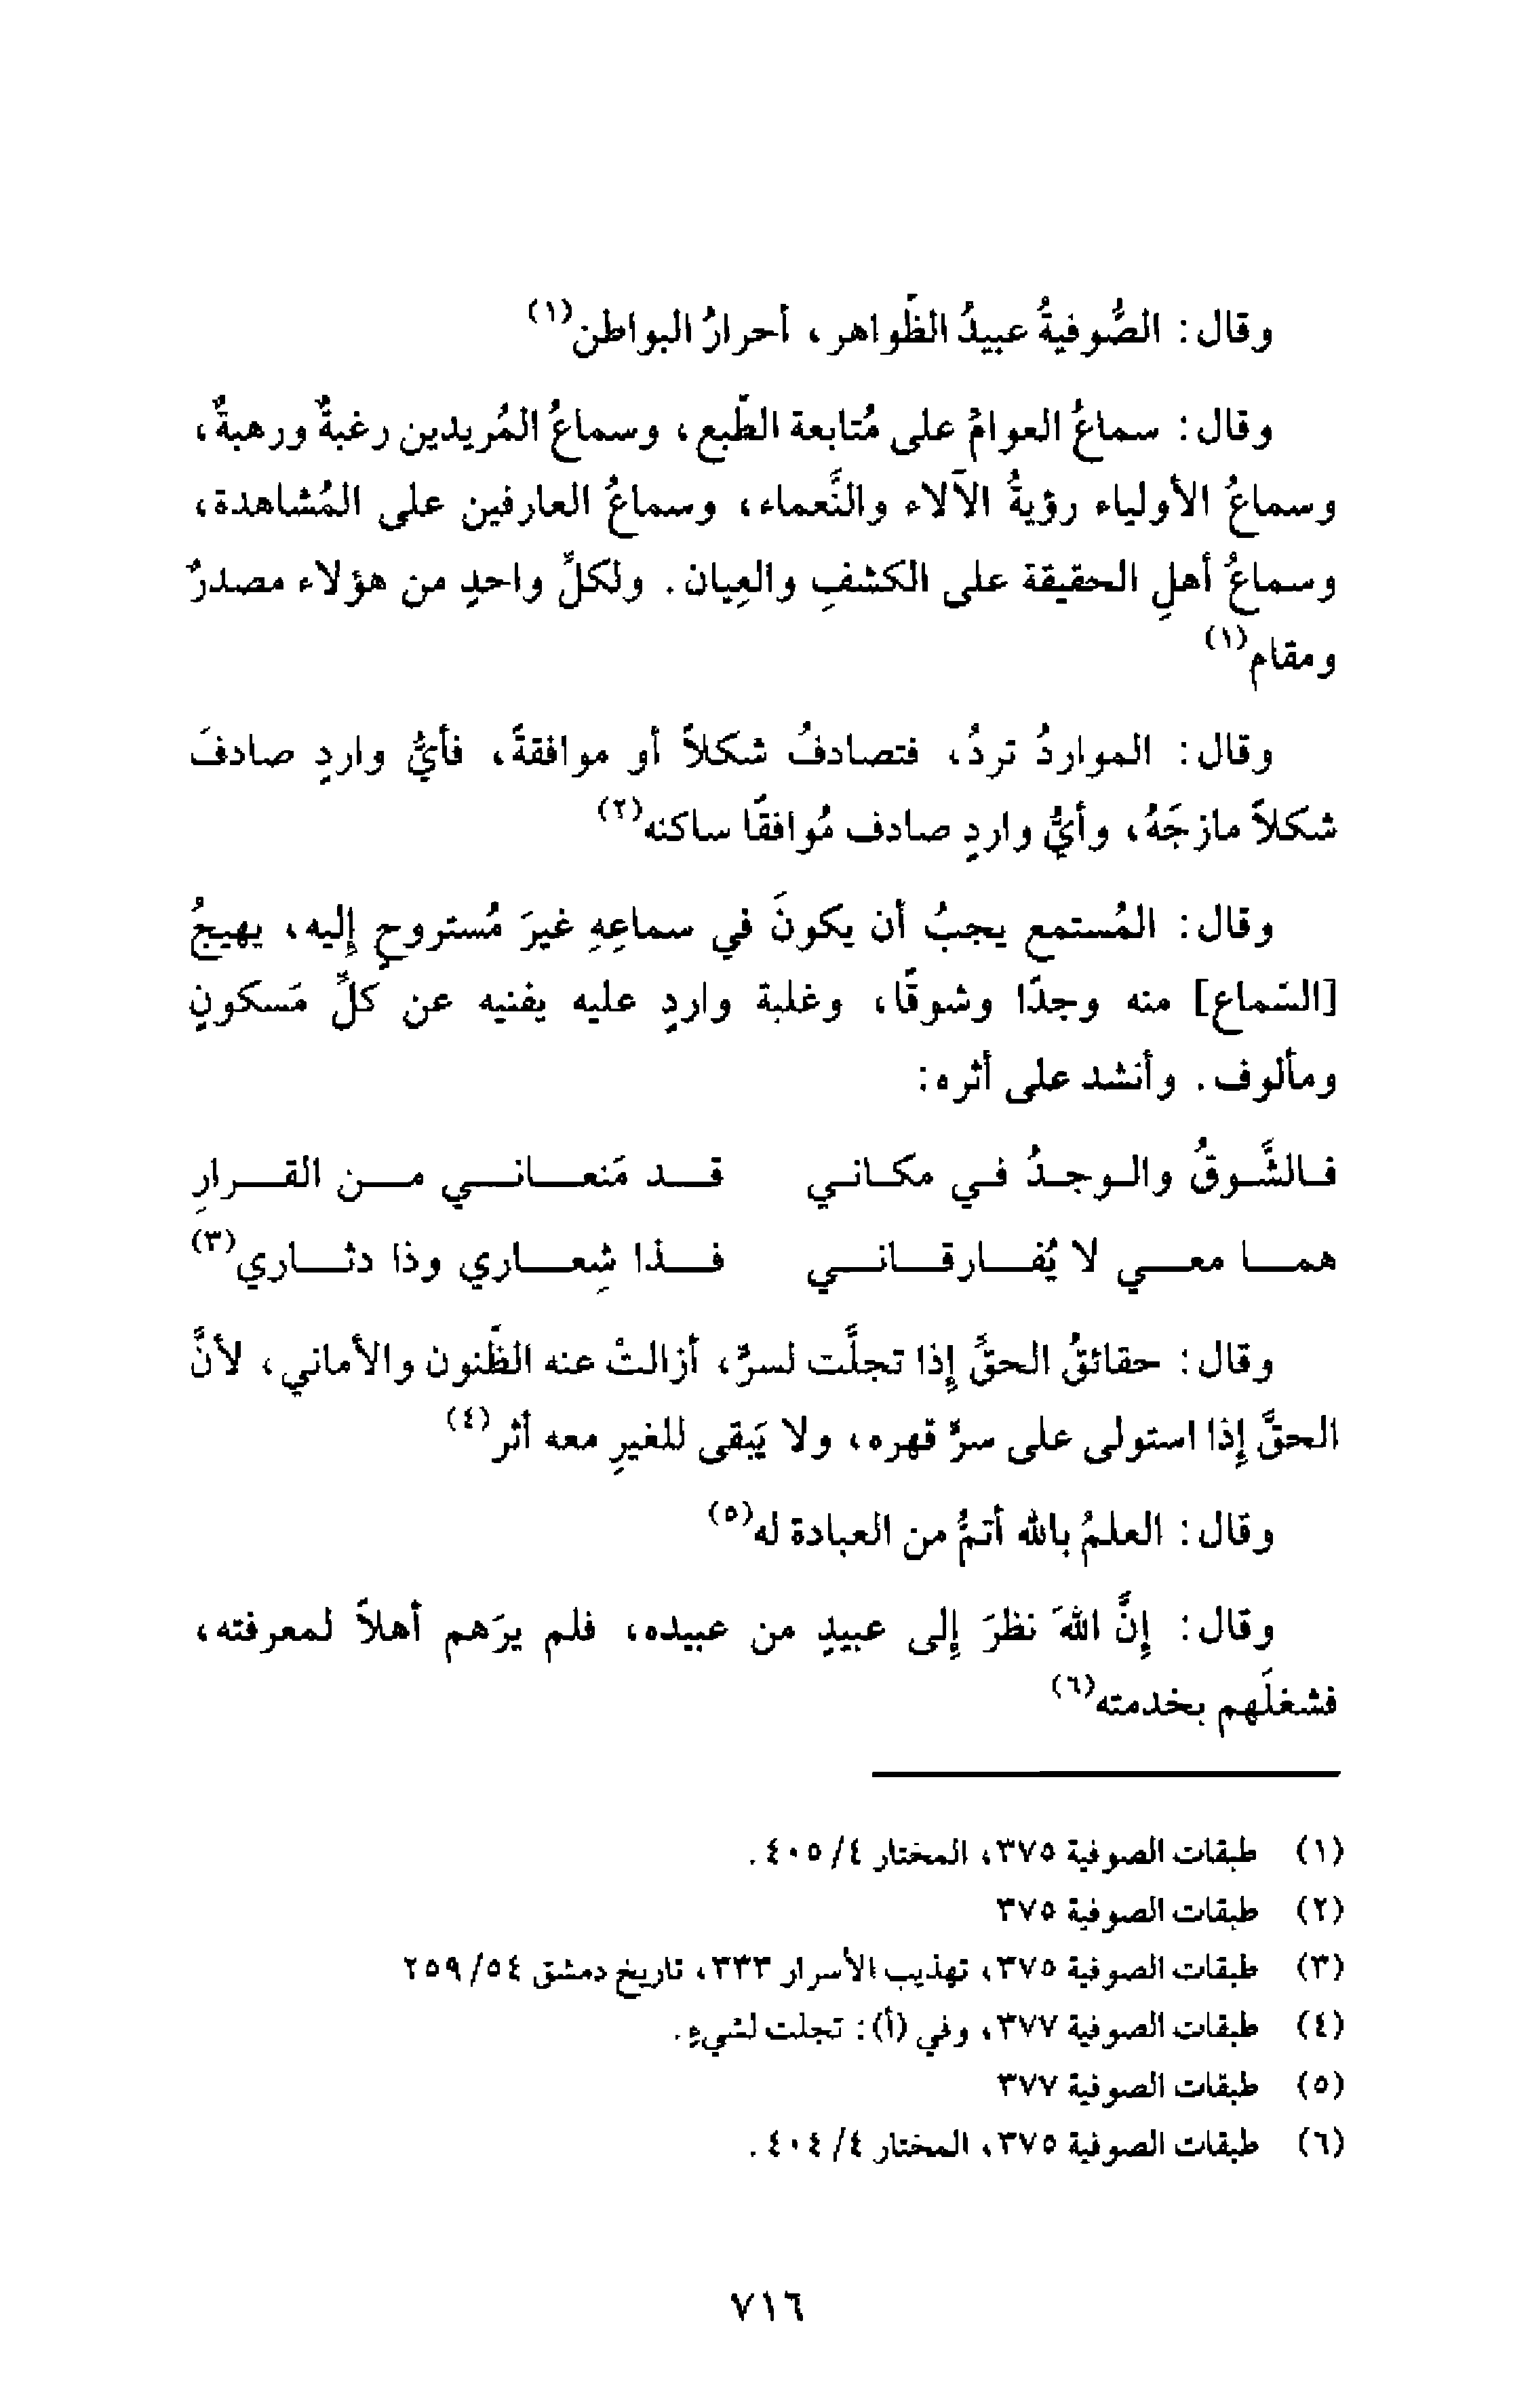 وقال: الصُّوفيةُ عبيدُ الظَّواهر، أحرارُ البواطن(١)
وقال: سماعُ العوامِّ على مُتابعة الطَّبع، وسماعُ المُريدين رغبةٌ ورهبةٌ،
وسماعُ الأولياء رؤيةُ الآلاء والنَّعماء، وسماعُ العارفين على المُشاهدة،
وسماعُ أهلِ الحقيقة على الكشفِ والعِيان. ولكلِّ واحدٍ من هؤلاء مصدرٌ
ومقام(١)
وقال: المواردُ تردُ، فتصادفُ شكلاً أو موافقةً، فأيُّ واردٍ صادفَ
شكلاً مازجَهُ، وأيُّ واردٍ صادف مُوافقًا ساكنه(٢)
وقال: المُستمع يجبُ أن يكونَ في سماعِهِ غيرَ مُستروحٍ إليه، يهيجُ
[السَّماع] منه وجدًا وشوقًا، وغلبة واردٍ عليه يفنيه عن كلِّ مَسكونٍ
ومألوف. وأنشد على أثره:
فالشَّوقُ والوجدُ في مكاني قد مَنعاني من القرارِ
هما معي لا يُفارقاني فذا شِعاري وذا دثاري(٣)
وقال: حقائقُ الحقِّ إذا تجلَّت لسرٍّ، أزالتْ عنه الظَّنون والأماني، لأنَّ
الحقَّ إذا استولى على سرٍّ قهره، ولا يَبقى للغيرِ معه أثر(٤)
وقال: العلمُ بالله أتمُّ من العبادة له(٥)
وقال: إنَّ اللهَ نظرَ إلى عبيدٍ من عبيده، فلم يرَهم أهلاً لمعرفته،
فشغلَهم بخدمته(٦)
(١) طبقات الصوفية ٣٧٥، المختار ٤/ ٤٠٥.
(٢) طبقات الصوفية ٣٧٥
(٣) طبقات الصوفية ٣٧٥، تهذيب الأسرار ٣٣٣، تاريخ دمشق ٥٤/ ٢٥٩
(٤) طبقات الصوفية ٣٧٧، وفي (أ): تجلت لشيءٍ.
(٥) طبقات الصوفية ٣٧٧
(٦) طبقات الصوفية ٣٧٥، المختار ٤/ ٤٠٤.
٧١٦